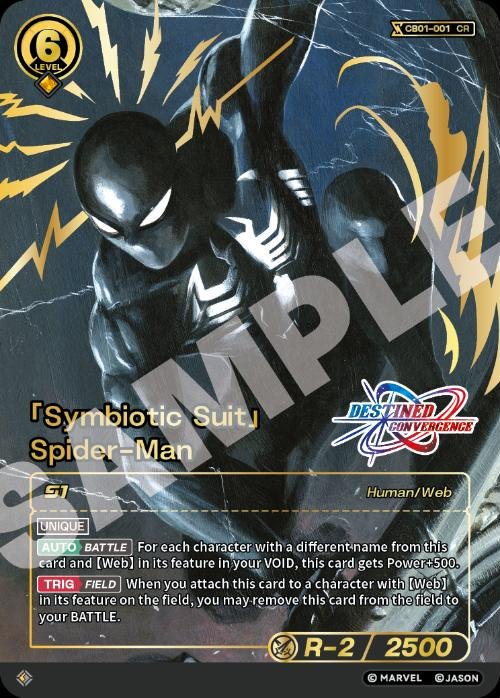 6
LEVEL
CB01-001 CR
SAMPLE
「Symbiotic Suit」
Spider-Man
DESTINED
CONVERGENCE
S1
Human/Web
UNIQUE
AUTO BATTLE For each character with a different name from this
card and【Web】in its feature in your VOID, this card gets Power+500.
TRIG FIELD When you attach this card to a character with【Web】
in its feature on the field, you may remove this card from the field to
your BATTLE.
R-2 / 2500
© MARVEL ©JASON